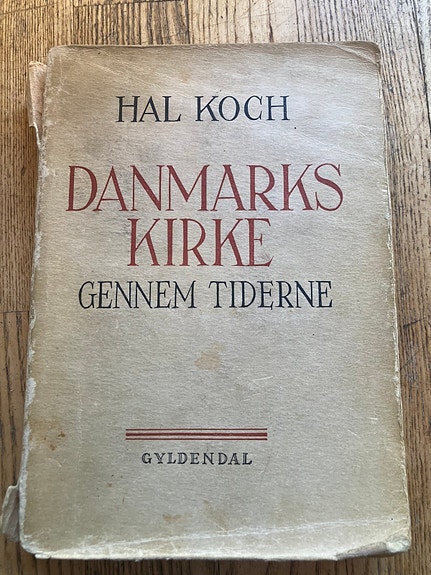 HAL KOCH
DANMARKS
KIRKE
GENNEM TIDERNE
GYLDENDAL